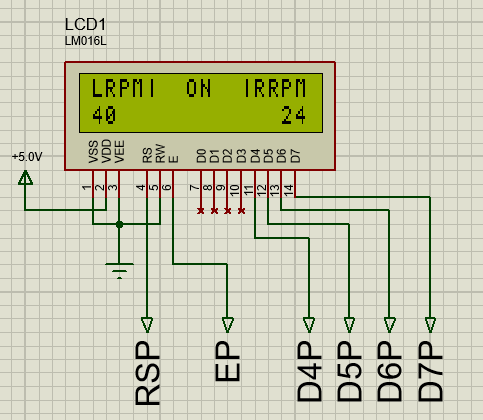 LCD1
LM016L
LRPM| ON |RRPM
40 24
+5.0V
VSS VDD VEE RS RW E D0 D1 D2 D3 D4 D5 D6 D7
1 2 3 4 5 6 7 8 9 10 11 12 13 14
RSP EP D4P D5P D6P D7P